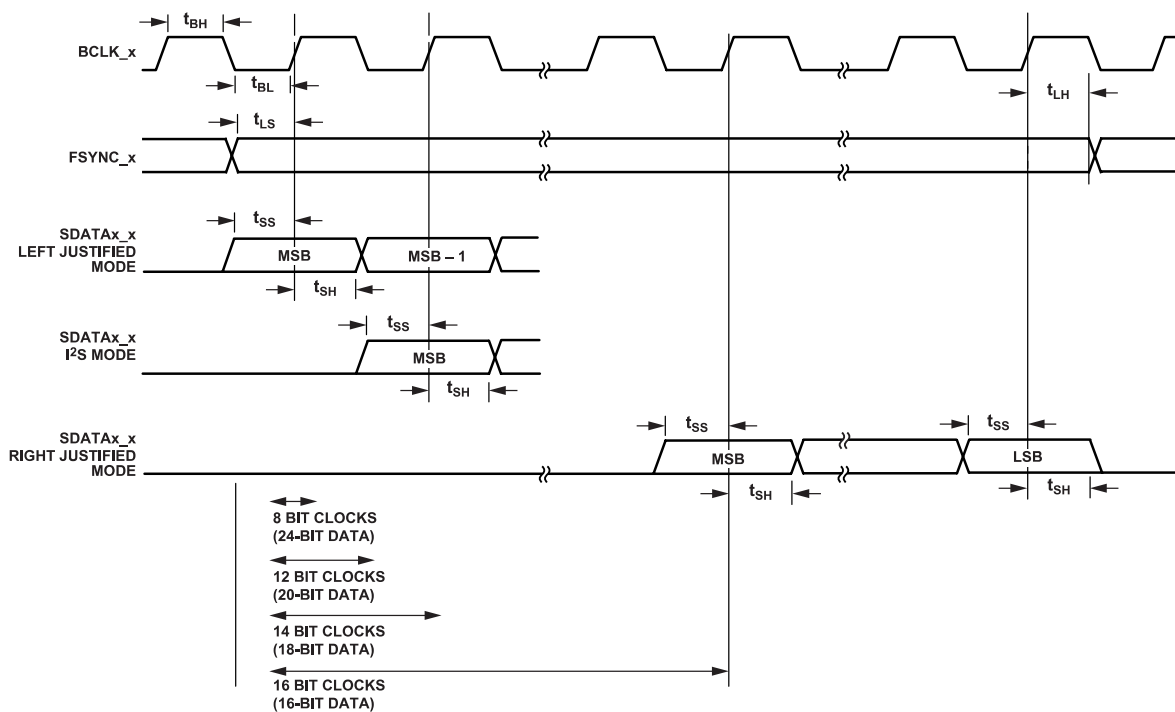 tBH
BCLK_x
tBL
tLH
tLS
FSYNC_x
tSS
SDATAx_x
LEFT JUSTIFIED
MODE
MSB
MSB – 1
tSH
tSS
SDATAx_x
I²S MODE
MSB
tSH
tSS
tSS
SDATAx_x
RIGHT JUSTIFIED
MODE
MSB
LSB
tSH
tSH
8 BIT CLOCKS
(24-BIT DATA)
12 BIT CLOCKS
(20-BIT DATA)
14 BIT CLOCKS
(18-BIT DATA)
16 BIT CLOCKS
(16-BIT DATA)